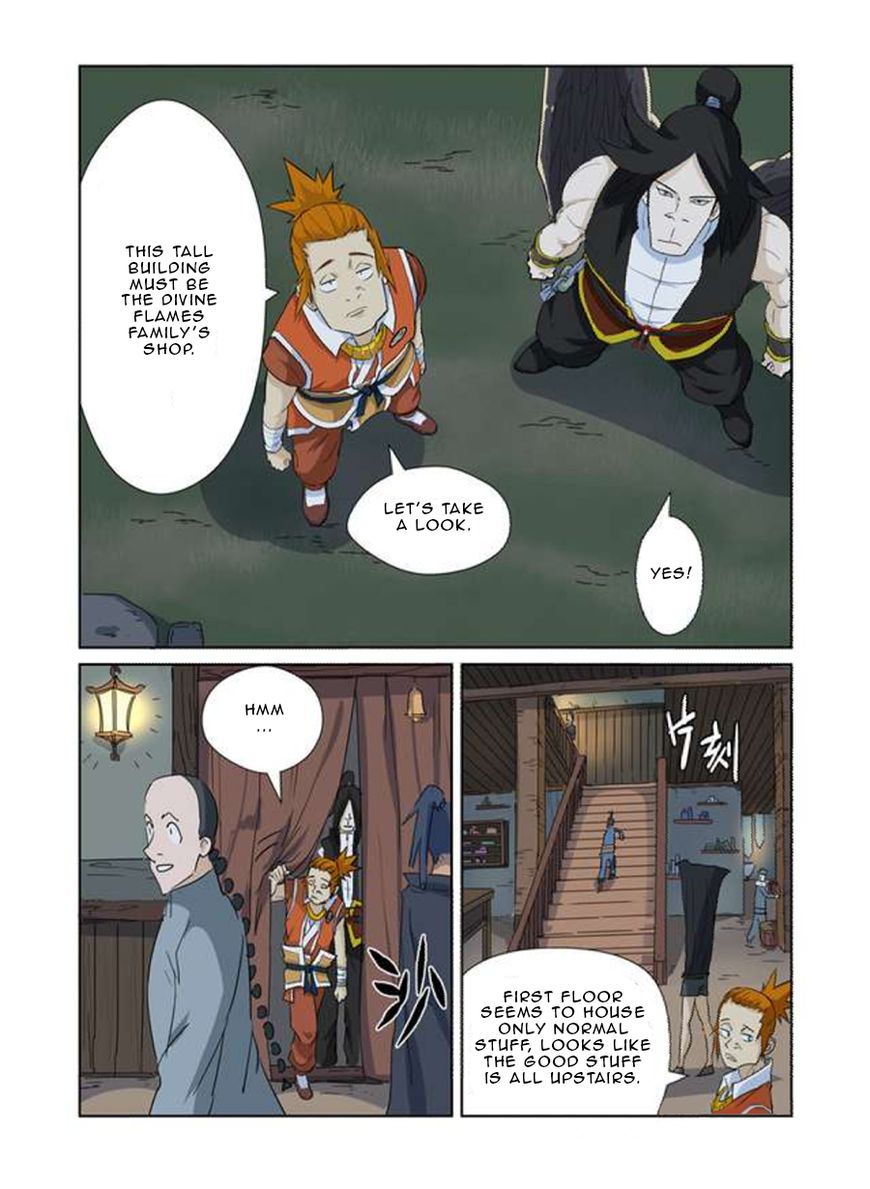 THIS TALL
BUILDING
MUST BE
THE DIVINE
FLAMES
FAMILY'S
SHOP.
LET'S TAKE
A LOOK.
YES!
HMM
...
沙
片刻
FIRST FLOOR
SEEMS TO HOUSE
ONLY NORMAL
STUFF, LOOKS LIKE
THE GOOD STUFF
IS ALL UPSTAIRS.